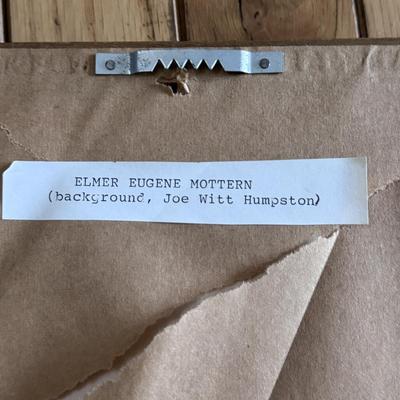 ELMER EUGENE MOTTERN
(background, Joe Witt Humpston)